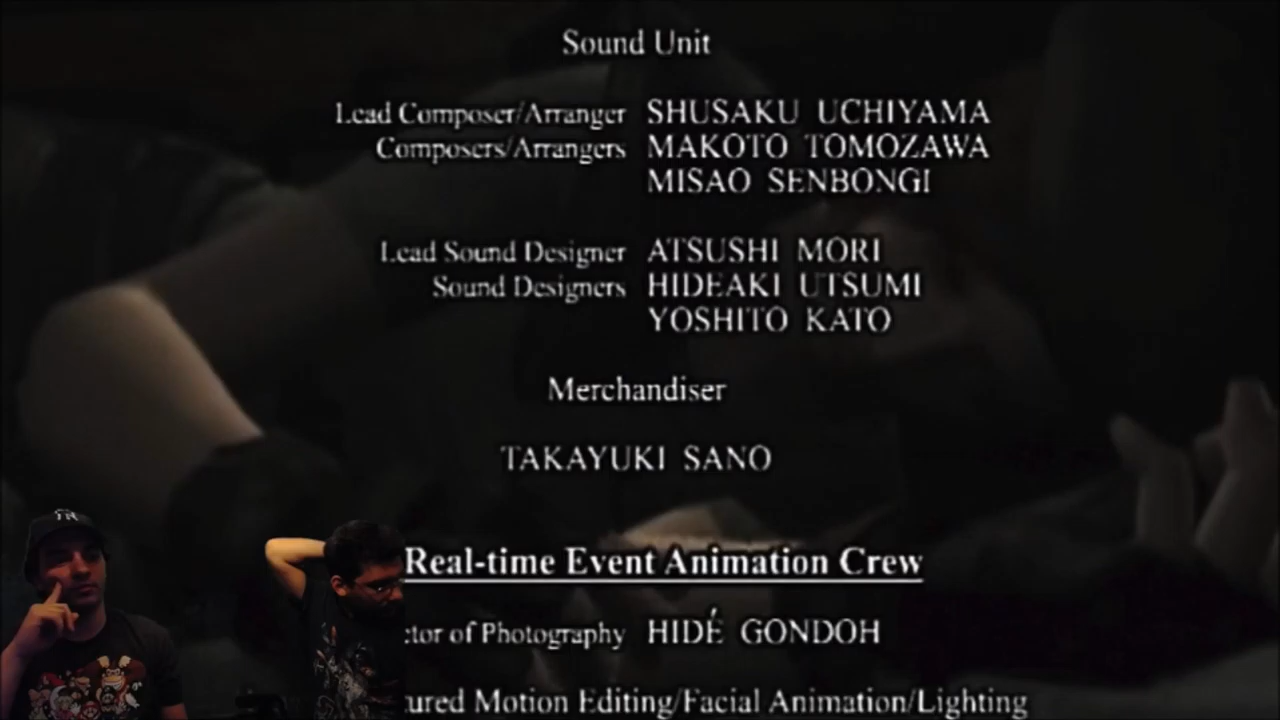 Sound Unit
Lead Composer/Arranger SHUSAKU UCHIYAMA
Composers/Arrangers MAKOTO TOMOZAWA
MISAO SENBONGI
Lead Sound Designer ATSUSHI MORI
Sound Designers HIDEAKI UTSUMI
YOSHITO KATO
Merchandiser
TAKAYUKI SANO
Real-time Event Animation Crew
of Photography HIDÉ GONDOH
Motion Editing/Facial Animation/Lighting